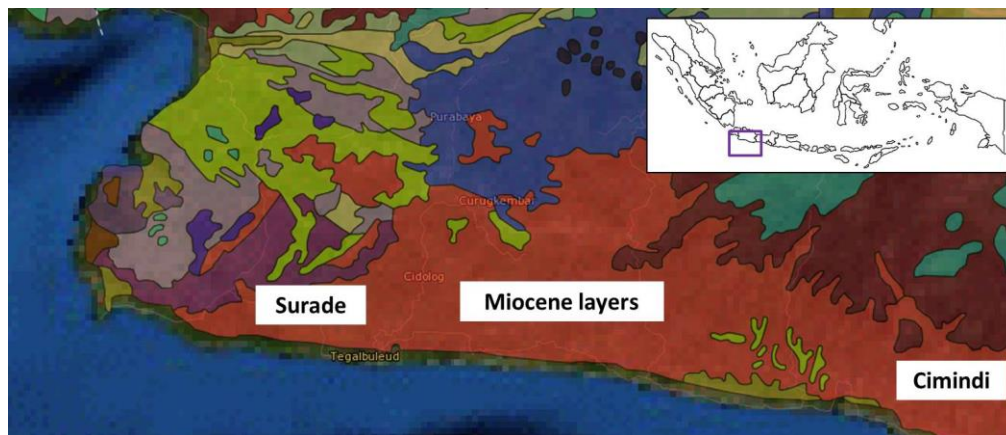 Purabaya
Curugkembar
Cidolog
Surade
Miocene layers
Tegalbuleud
Cimindi